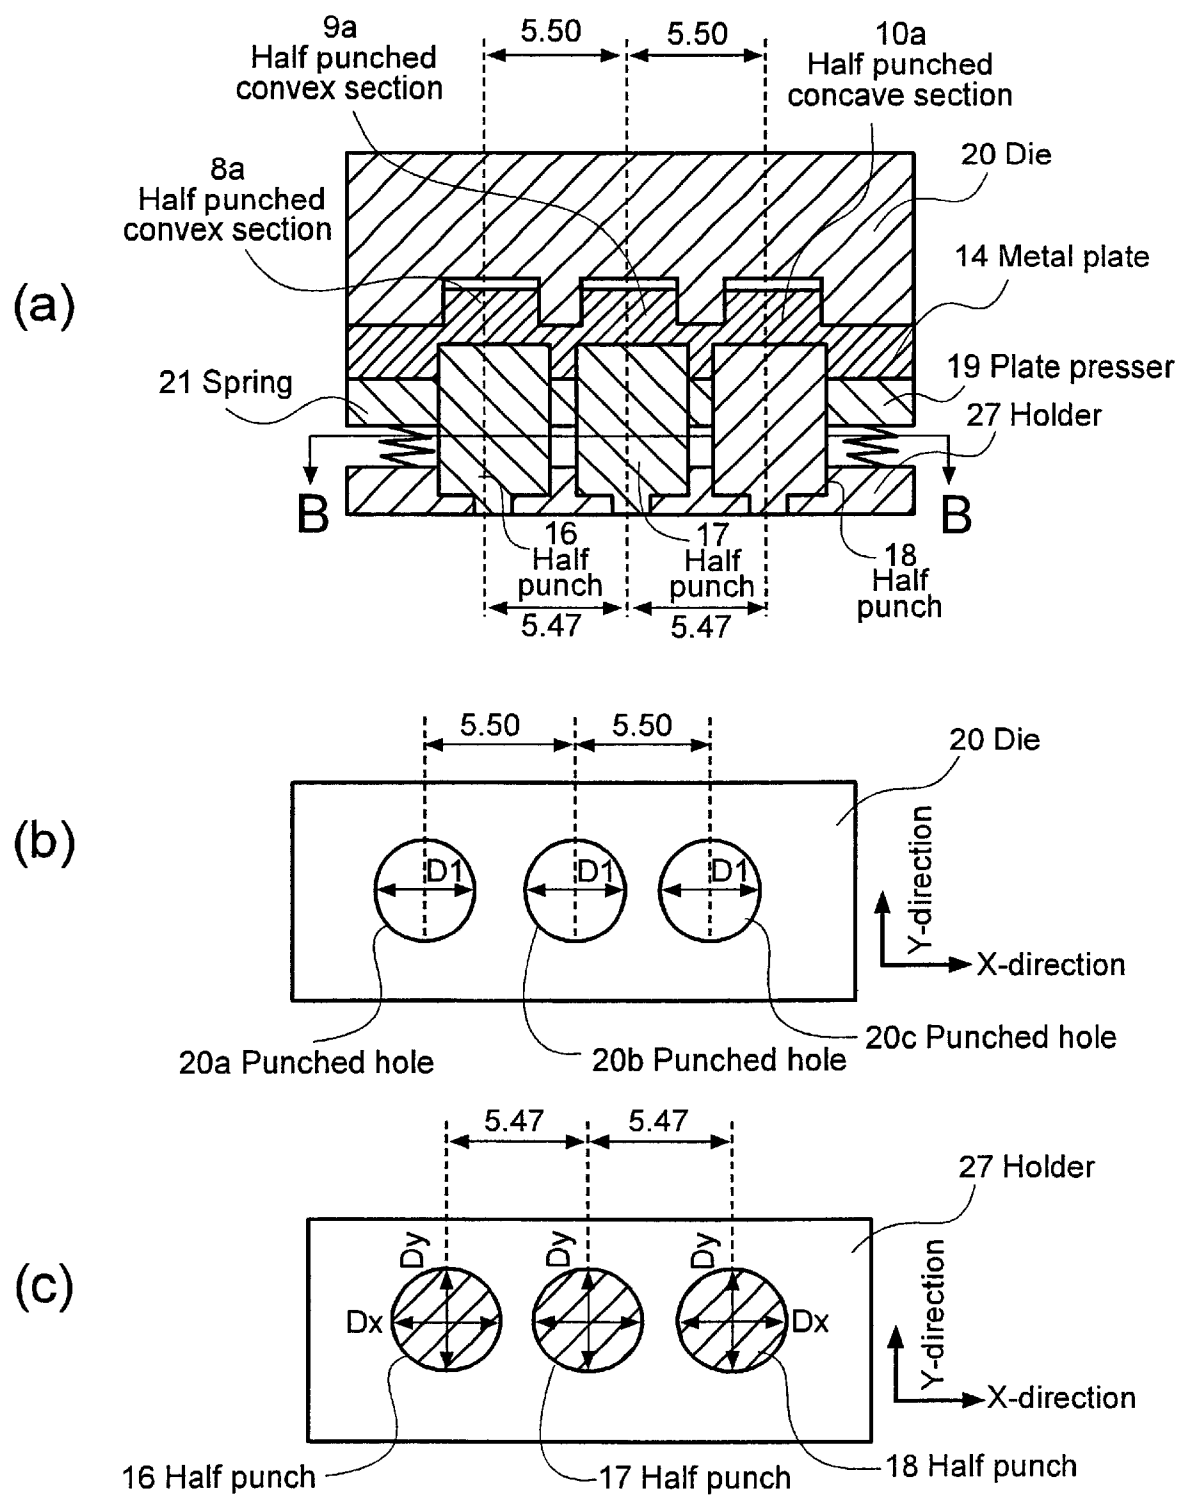 (a)
9a
Half punched
convex section
5.50
5.50
10a
Half punched
concave section
8a
Half punched
convex section
20 Die
14 Metal plate
21 Spring
19 Plate presser
27 Holder
B
B
16
Half
punch
17
Half
punch
18
Half
punch
5.47
5.47
(b)
5.50
5.50
20 Die
D1
D1
D1
Y-direction
X-direction
20a Punched hole
20b Punched hole
20c Punched hole
(c)
5.47
5.47
27 Holder
Dy
Dy
Dy
Dx
Dx
Y-direction
X-direction
16 Half punch
17 Half punch
18 Half punch